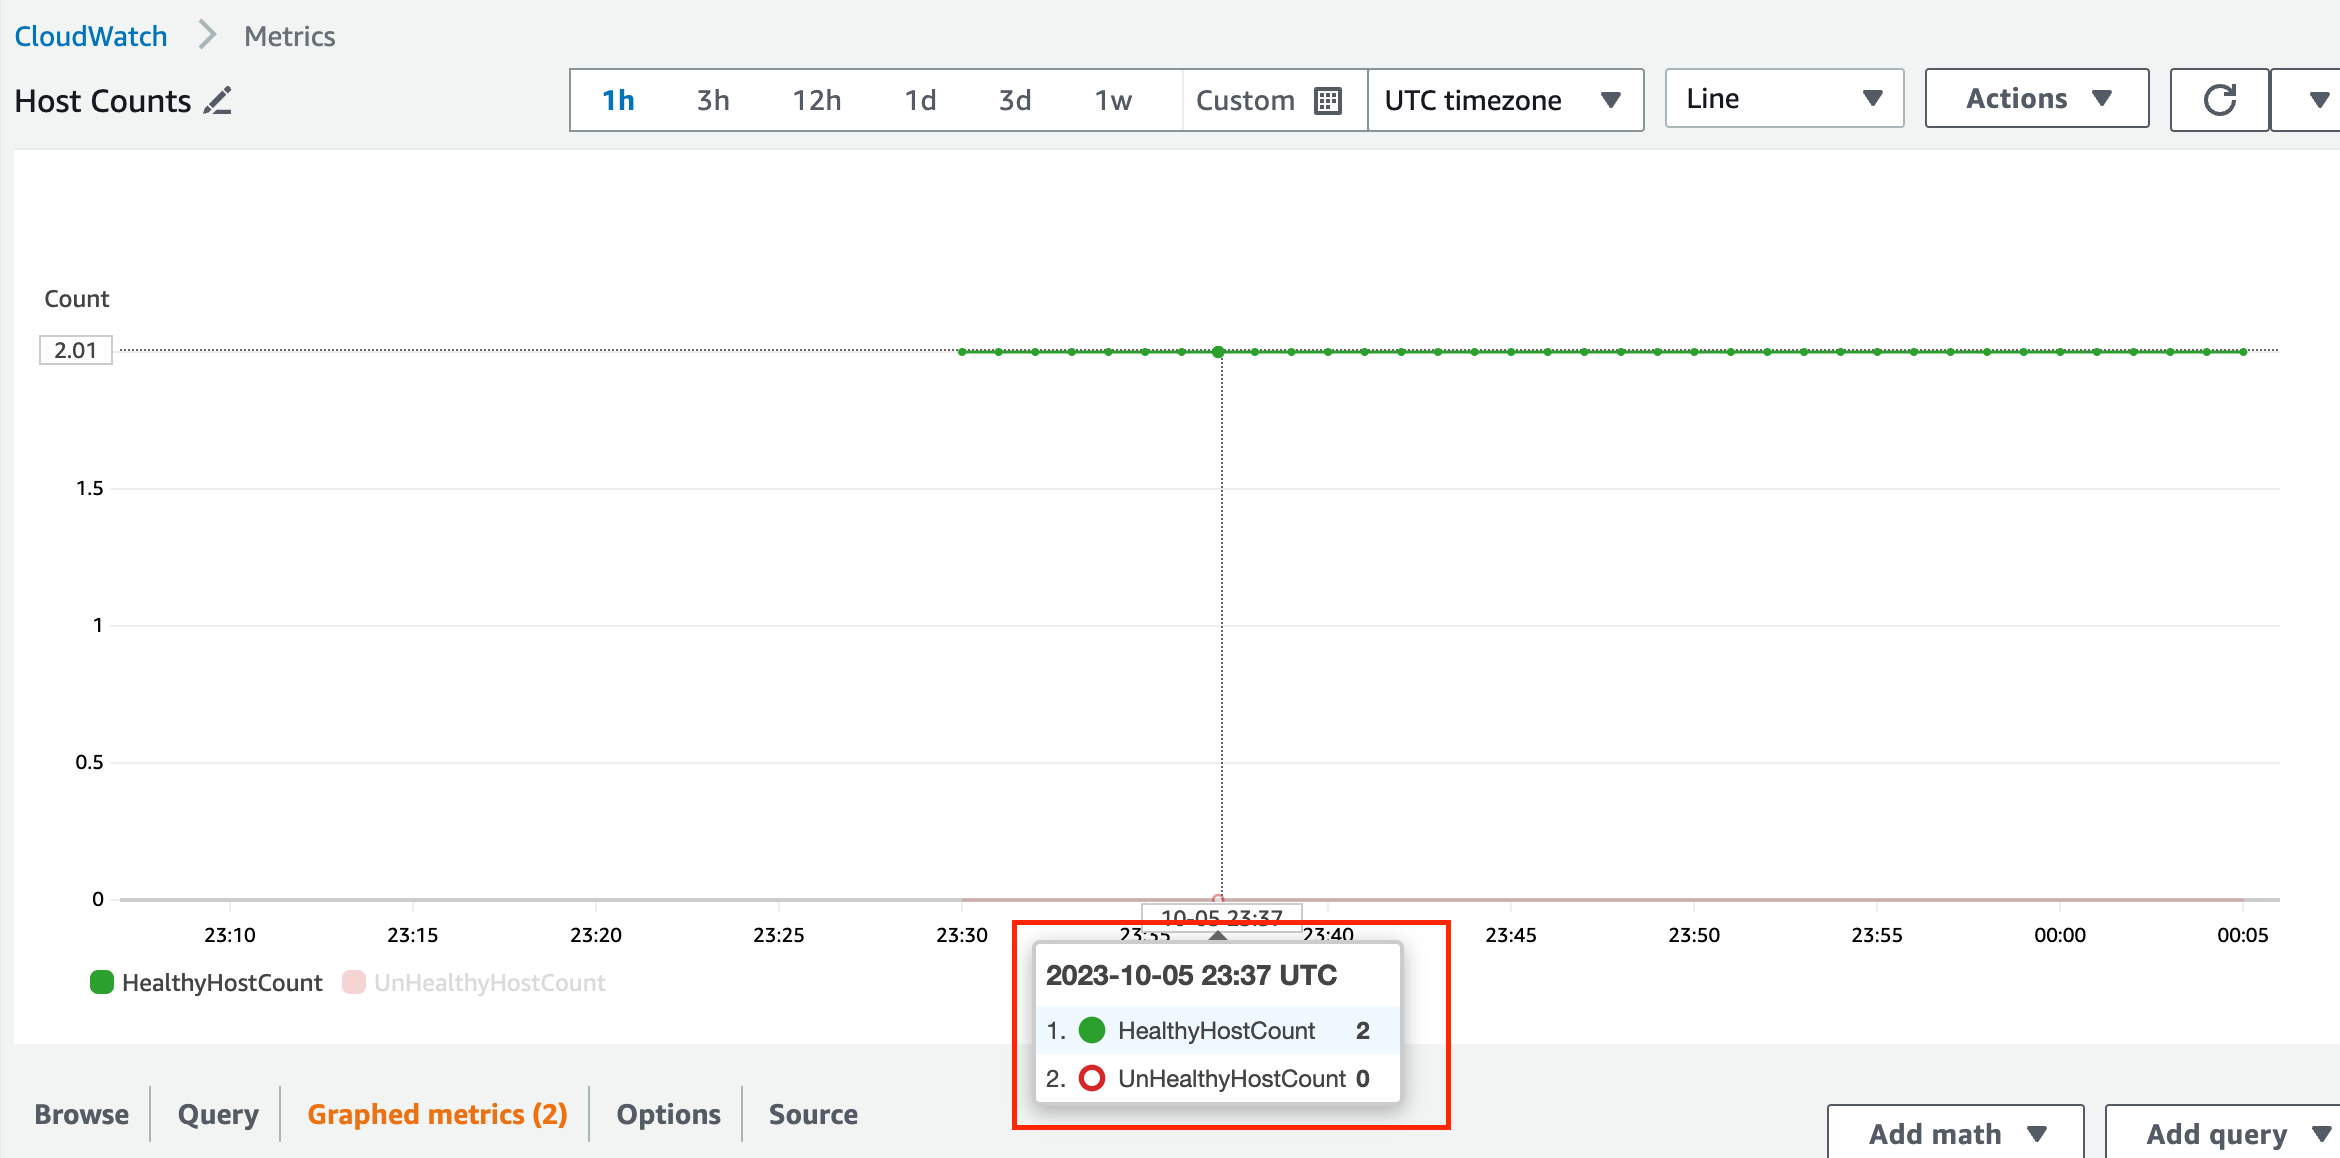 CloudWatch Metrics
Host Counts
1h 3h 12h 1d 3d 1w Custom UTC timezone Line Actions
Count
2.01
1.5
1
0.5
0
10-05 23:37
23:10 23:15 23:20 23:25 23:30 23:35 23:40 23:45 23:50 23:55 00:00 00:05
HealthyHostCount UnHealthyHostCount
2023-10-05 23:37 UTC
1. HealthyHostCount 2
2. UnHealthyHostCount 0
Browse Query Graphed metrics (2) Options Source
Add math Add query